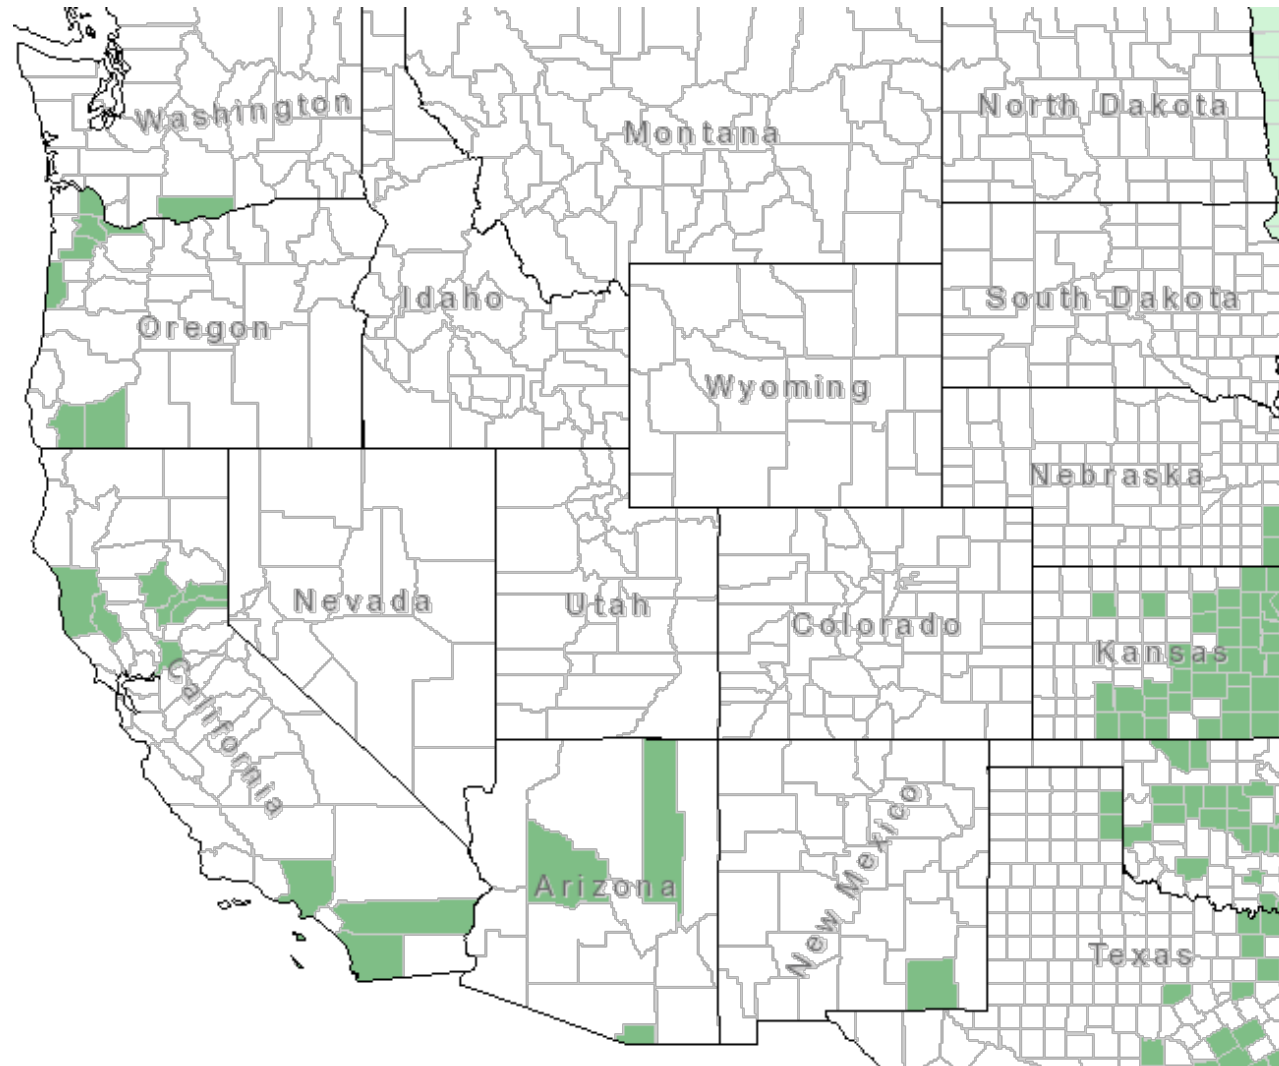 Washington
Montana
North Dakota
Idaho
South Dakota
Oregon
Wyoming
Nebraska
Nevada
Utah
Colorado
Kansas
California
Arizona
New Mexico
Texas